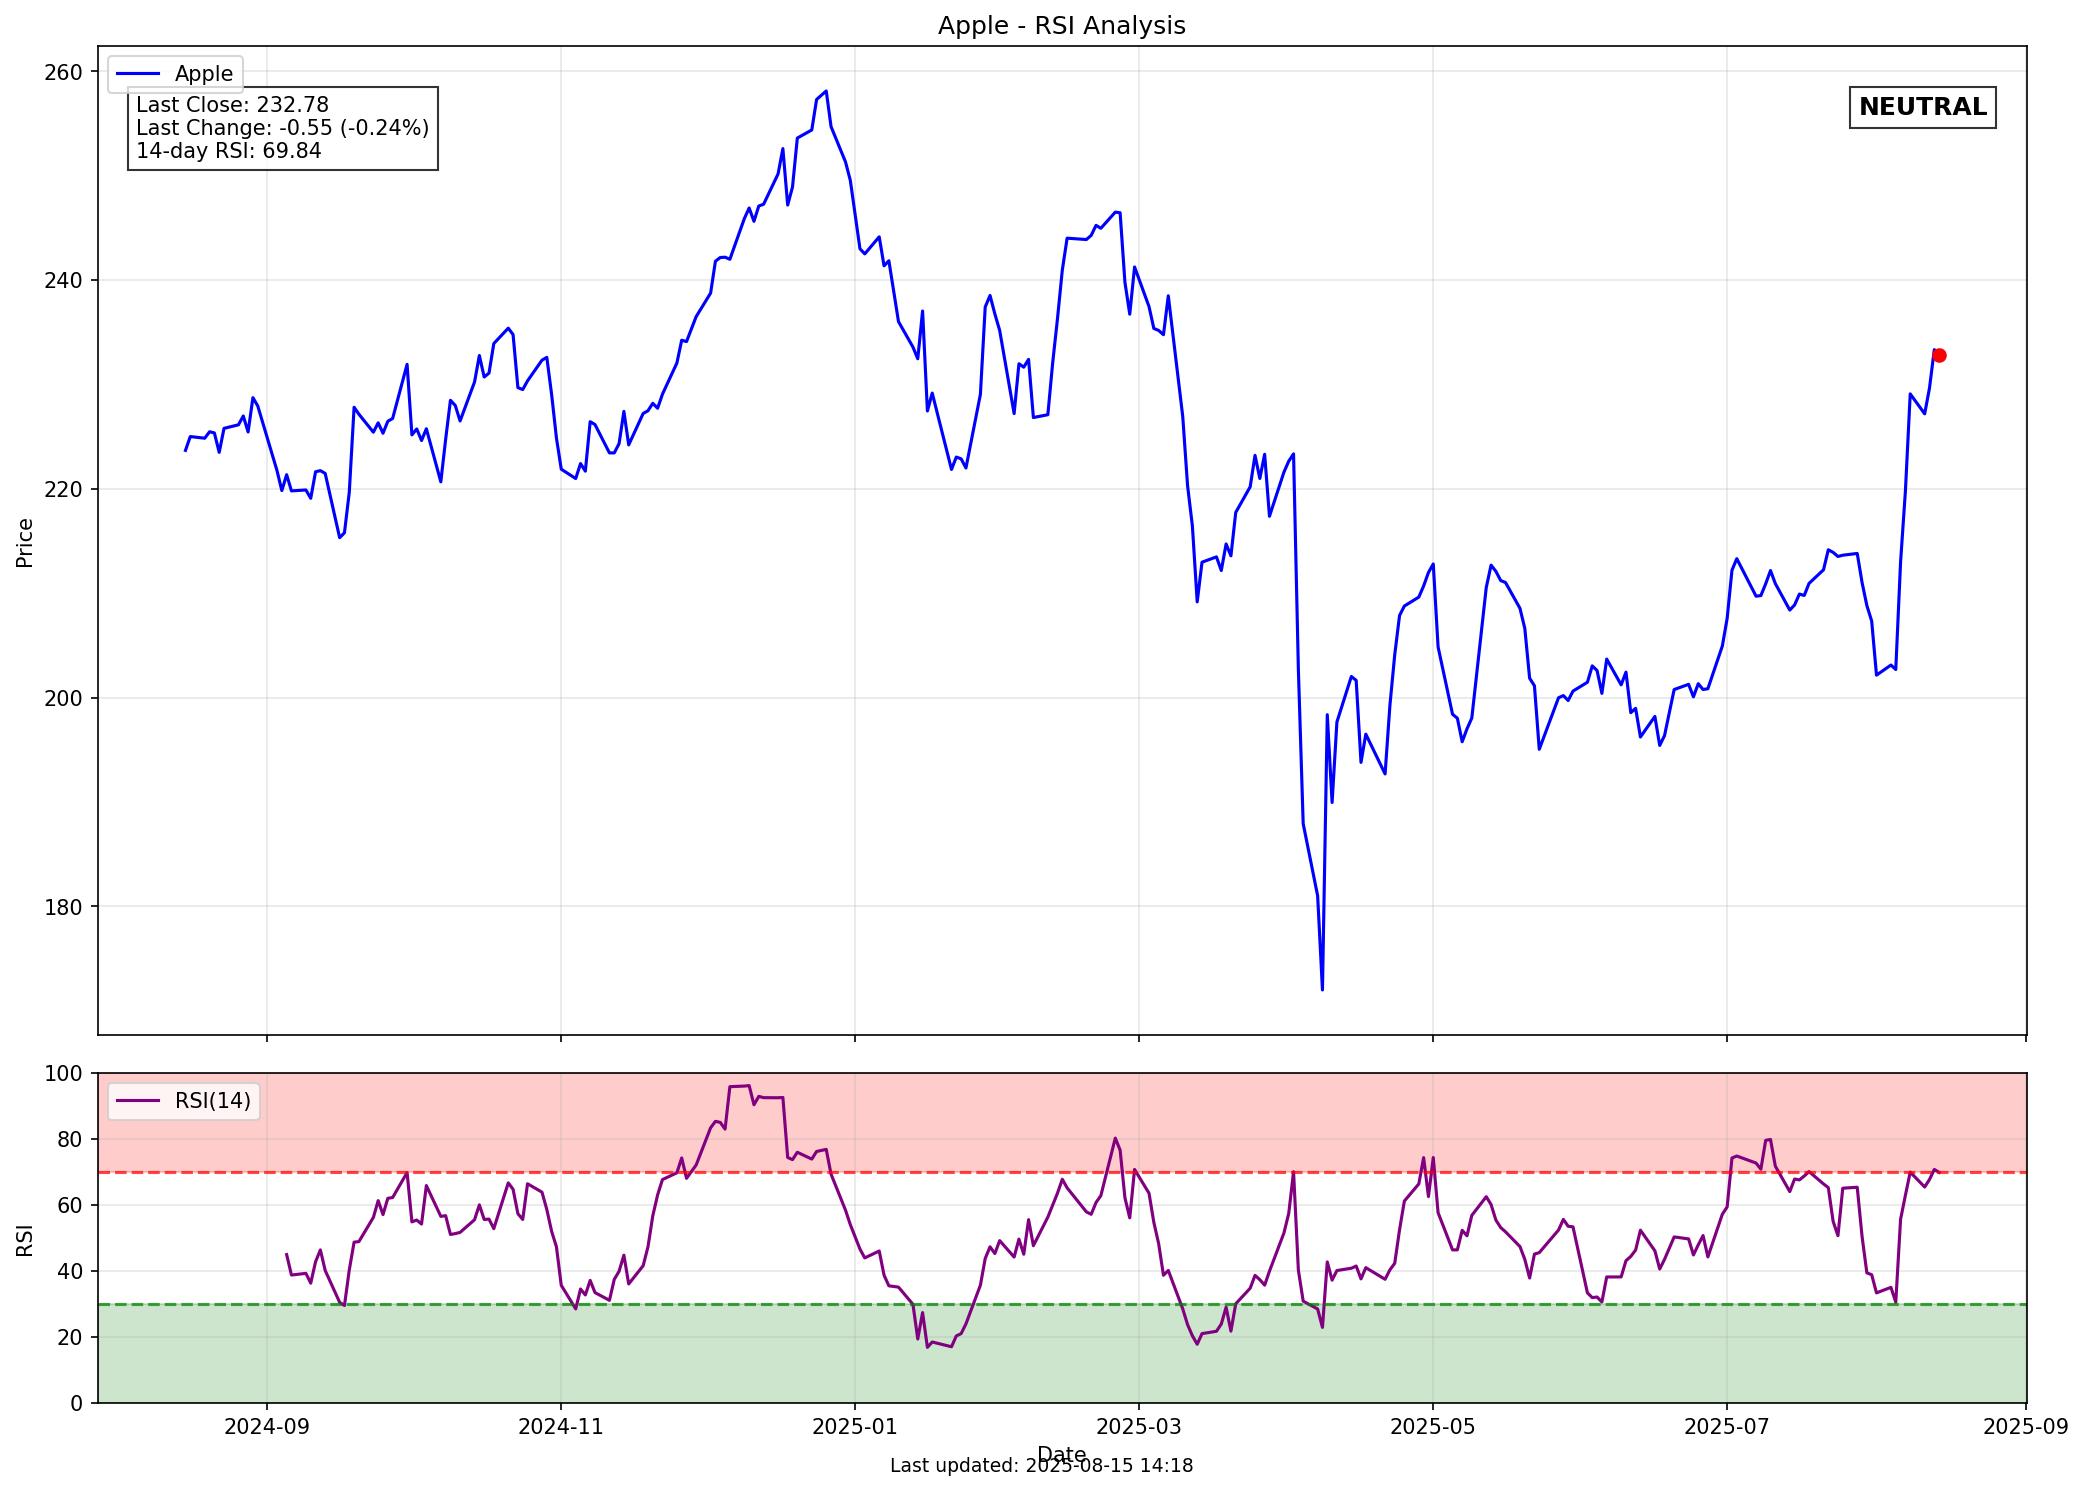 Apple - RSI Analysis
Apple
Last Close: 232.78
Last Change: -0.55 (-0.24%)
14-day RSI: 69.84
NEUTRAL
260
240
220
200
180
Price
RSI(14)
100
80
60
40
20
0
RSI
2024-09
2024-11
2025-01
2025-03
2025-05
2025-07
2025-09
Date
Last updated: 2025-08-15 14:18